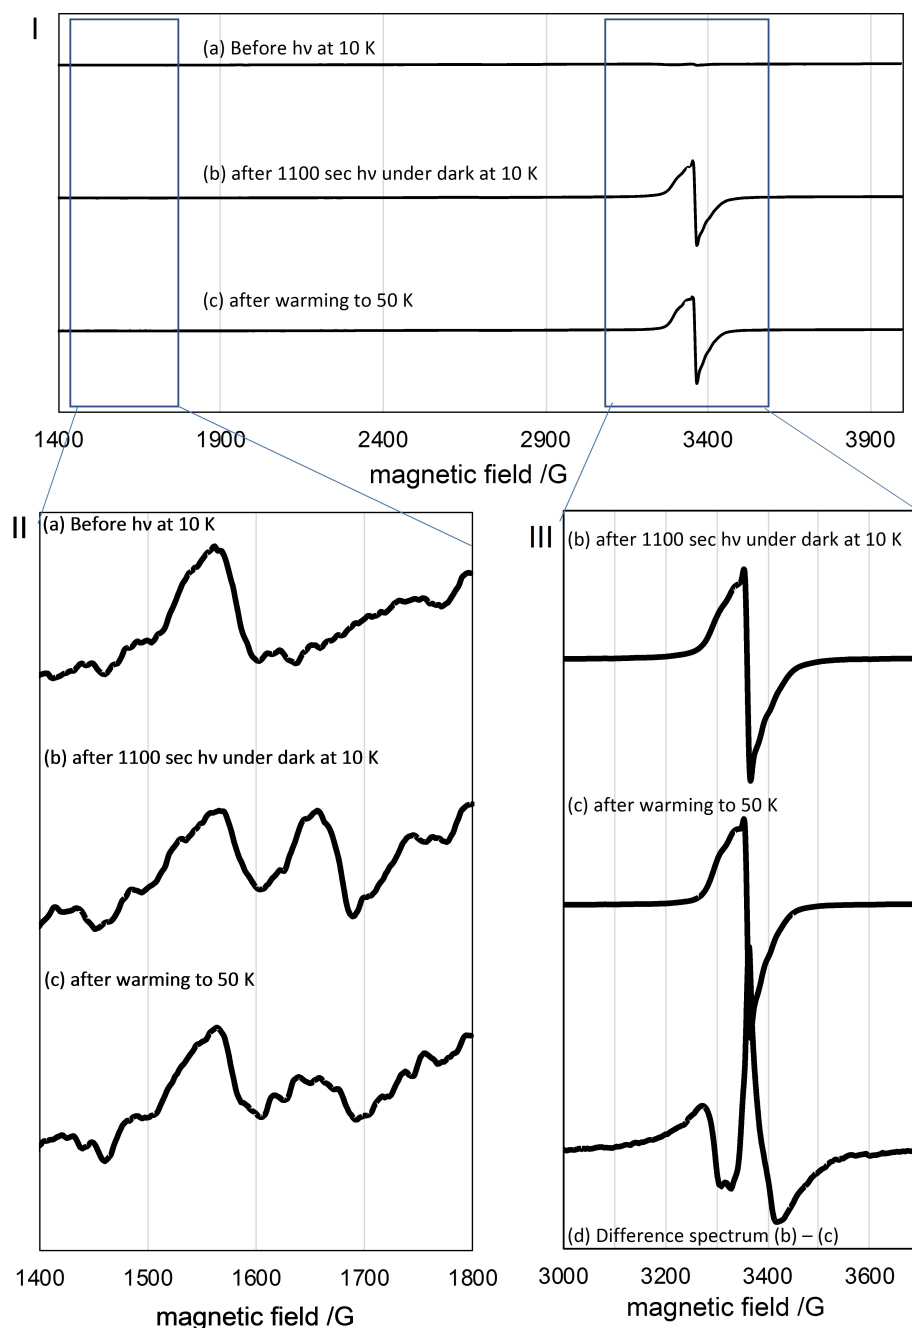 I
(a) Before hν at 10 K
(b) after 1100 sec hν under dark at 10 K
(c) after warming to 50 K
1400 1900 2400 2900 3400 3900
magnetic field /G
II
(a) Before hν at 10 K
(b) after 1100 sec hν under dark at 10 K
(c) after warming to 50 K
1400 1500 1600 1700 1800
magnetic field /G
III
(b) after 1100 sec hν under dark at 10 K
(c) after warming to 50 K
(d) Difference spectrum (b) – (c)
3000 3200 3400 3600
magnetic field /G